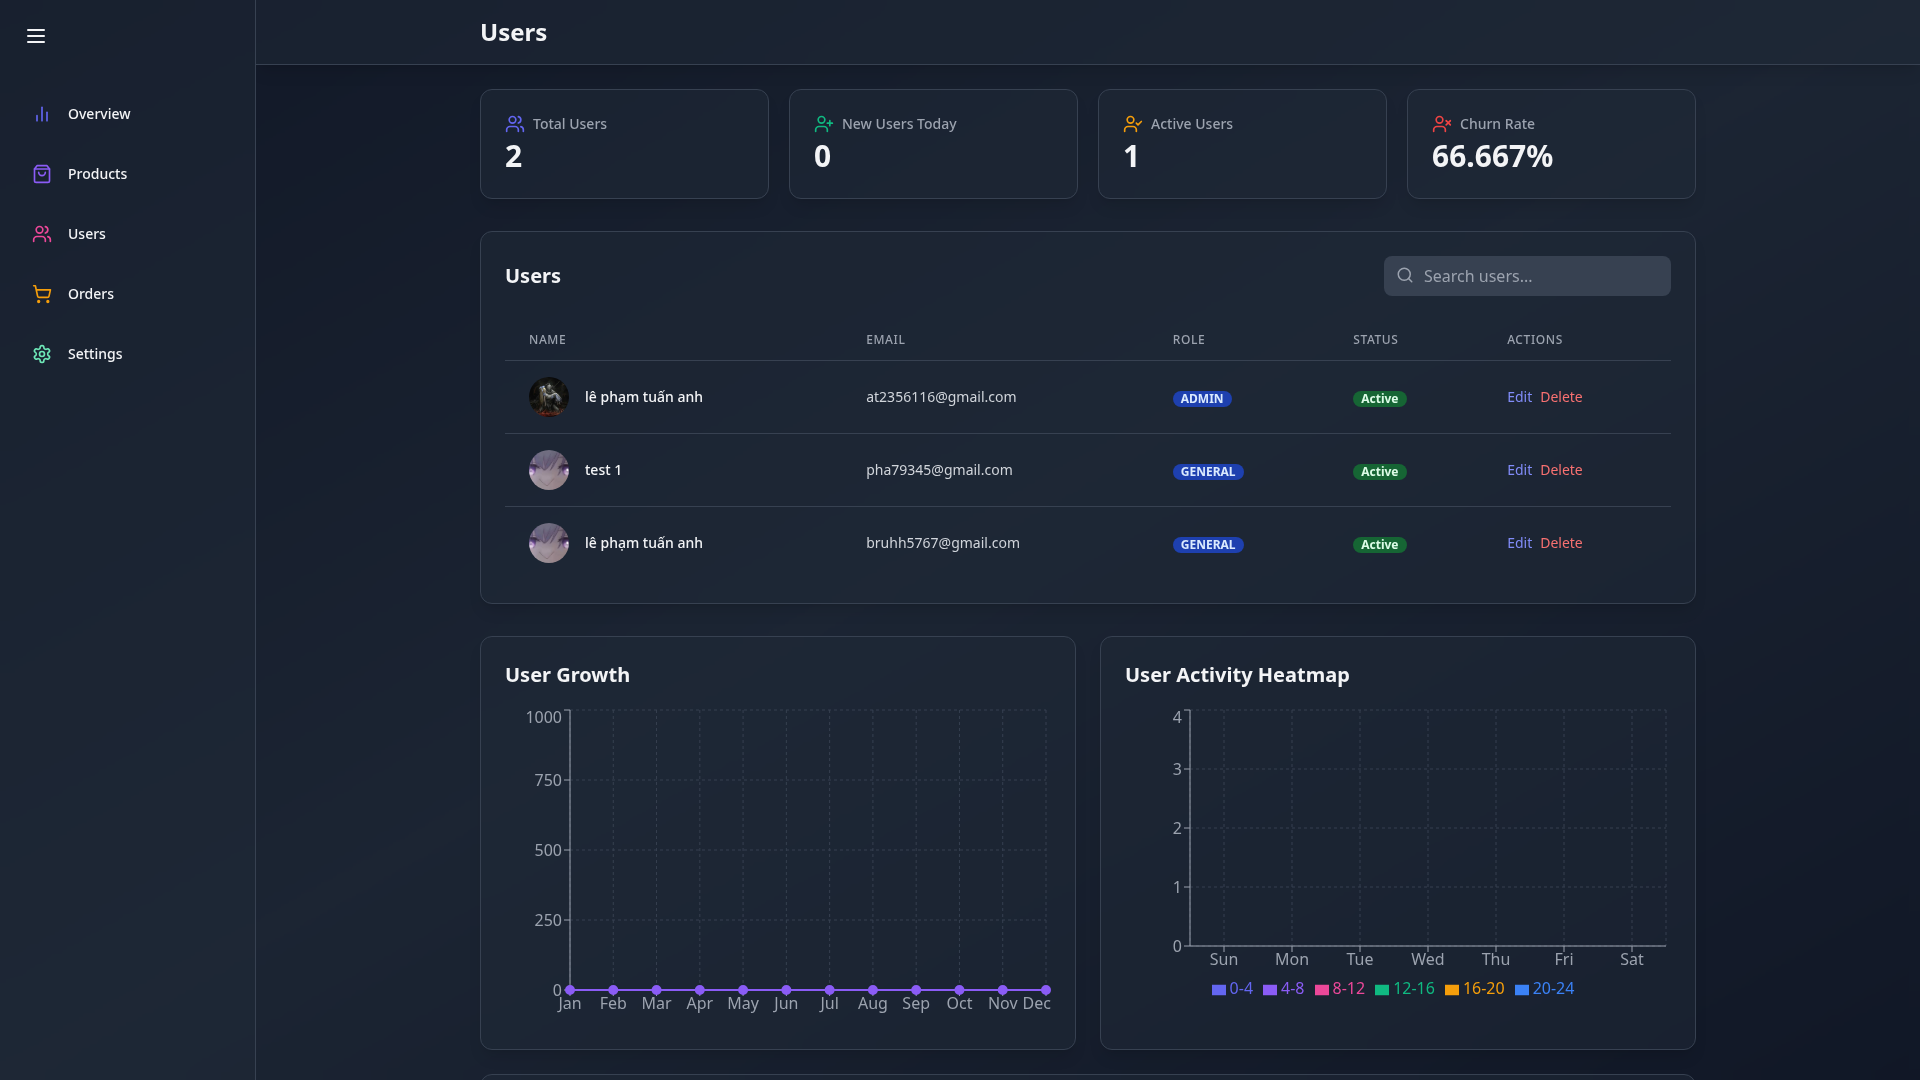 Users
Overview
Products
Users
Orders
Settings
Total Users
2
New Users Today
0
Active Users
1
Churn Rate
66.667%
Users
Search users...
NAME EMAIL ROLE STATUS ACTIONS
lê phạm tuấn anh at2356116@gmail.com ADMIN Active Edit Delete
test 1 pha79345@gmail.com GENERAL Active Edit Delete
lê phạm tuấn anh bruhh5767@gmail.com GENERAL Active Edit Delete
User Growth
1000
750
500
250
0
Jan Feb Mar Apr May Jun Jul Aug Sep Oct Nov Dec
User Activity Heatmap
4
3
2
1
0
Sun Mon Tue Wed Thu Fri Sat
0-4 4-8 8-12 12-16 16-20 20-24